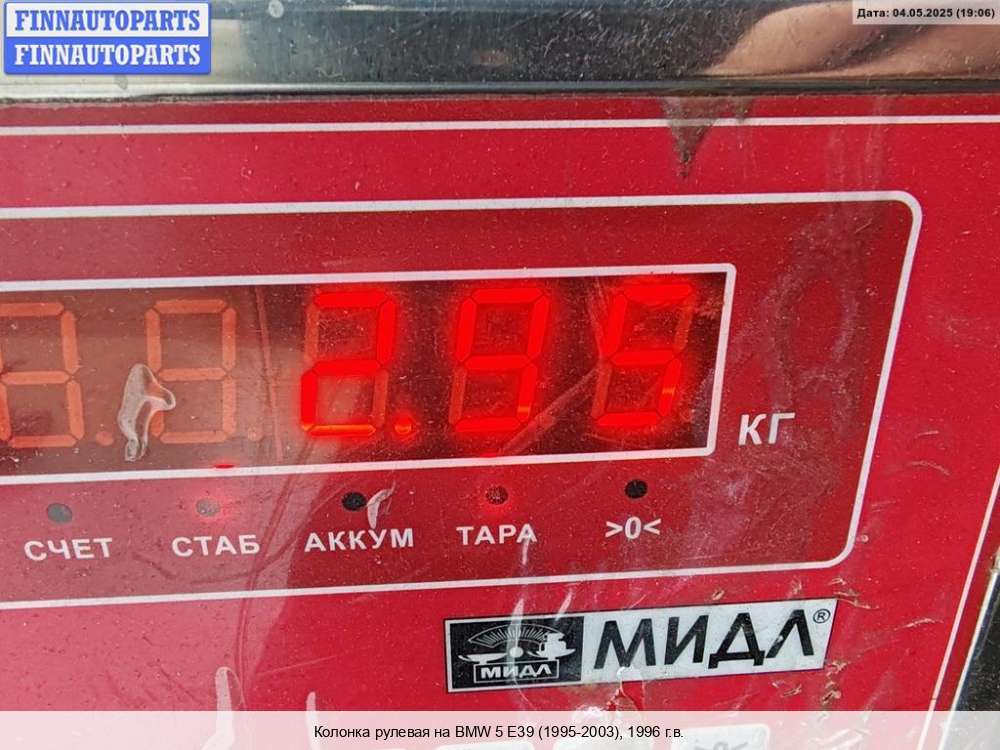 FINNAUTOPARTS
FINNAUTOPARTS
Дата: 04.05.2025 (19:06)
2.95
КГ
СЧЕТ СТАБ АККУМ ТАРА >0<
МИДЛ МИДЛ®
Колонка рулевая на BMW 5 E39 (1995-2003), 1996 г.в.